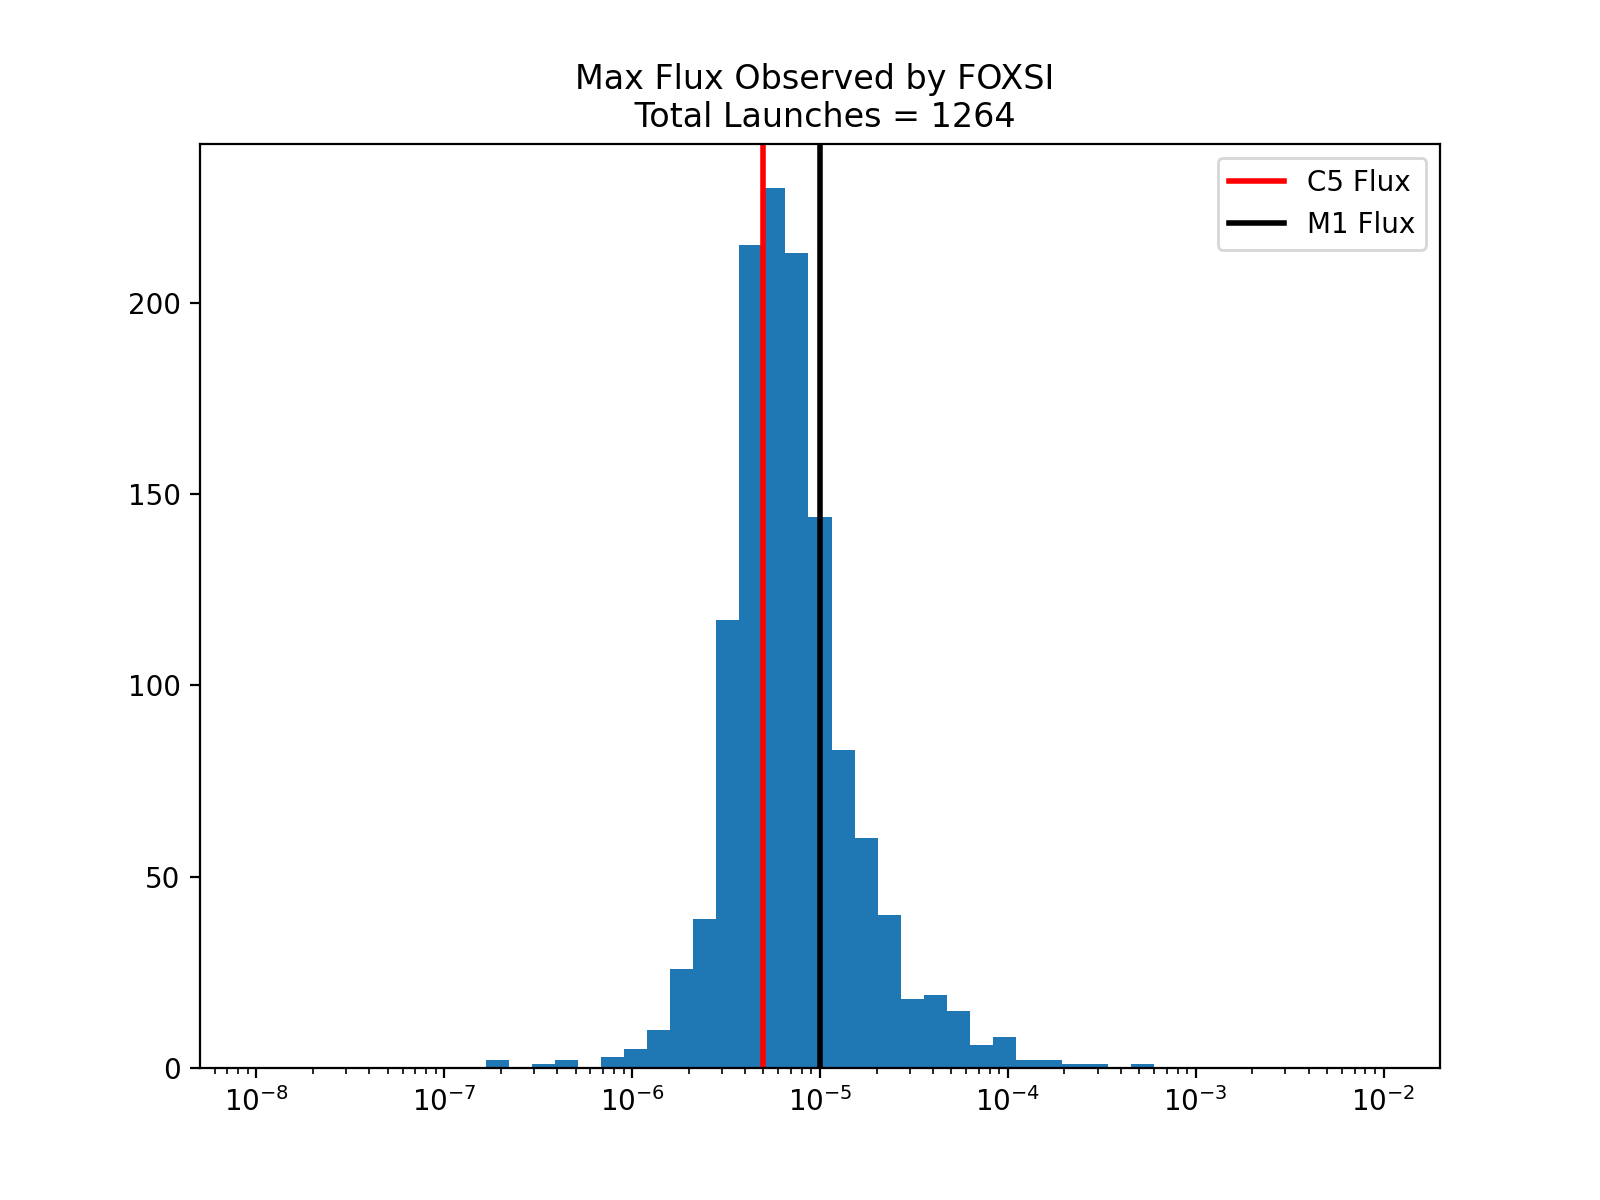 Max Flux Observed by FOXSI
Total Launches = 1264
C5 Flux
M1 Flux
200
150
100
50
0
10⁻⁸ 10⁻⁷ 10⁻⁶ 10⁻⁵ 10⁻⁴ 10⁻³ 10⁻²